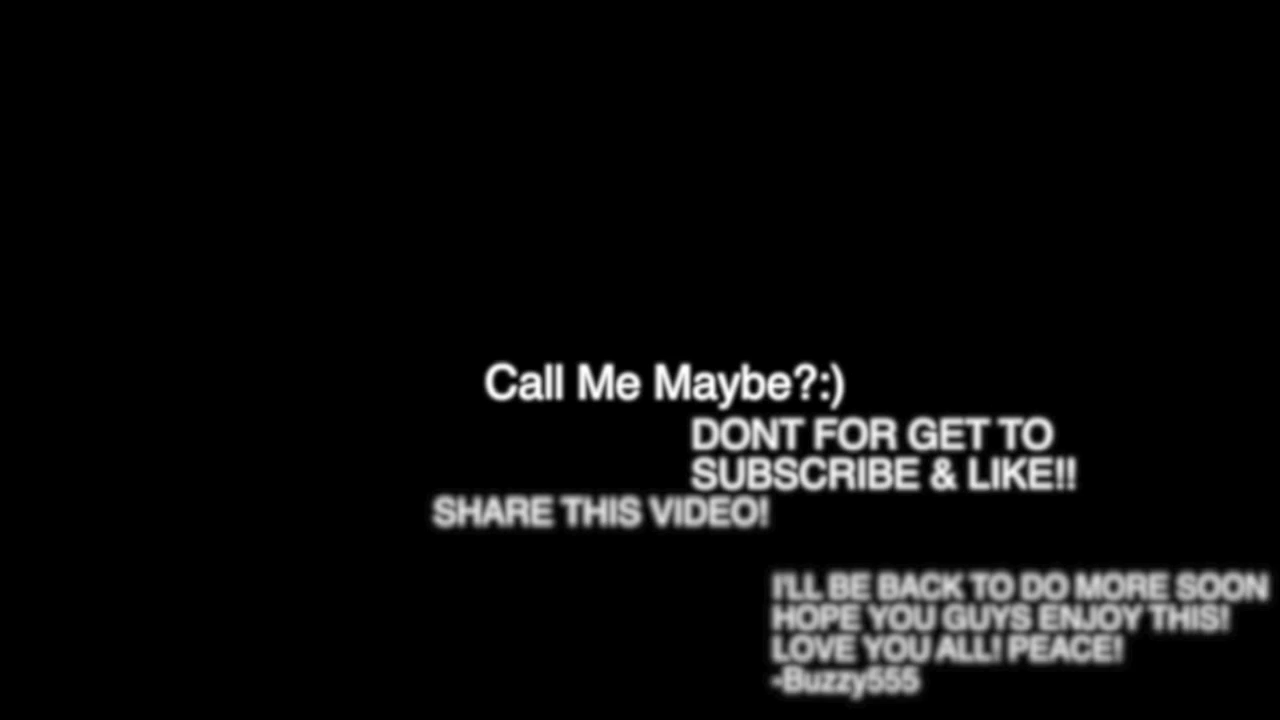 Call Me Maybe?:)
DONT FOR GET TO
SUBSCRIBE & LIKE!!
SHARE THIS VIDEO!
I'LL BE BACK TO DO MORE SOON
HOPE YOU GUYS ENJOY THIS!
LOVE YOU ALL! PEACE!
-Buzzy555